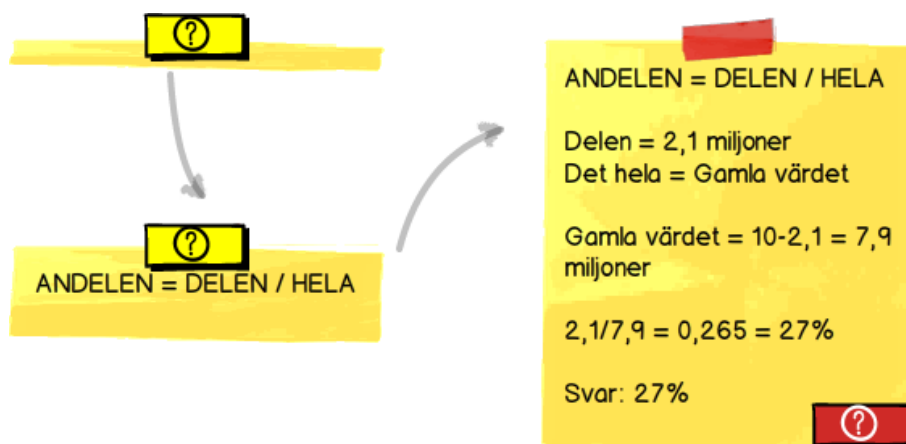 ?
?
ANDELEN = DELEN / HELA
ANDELEN = DELEN / HELA
Delen = 2,1 miljoner
Det hela = Gamla värdet
Gamla värdet = 10-2,1 = 7,9
miljoner
2,1/7,9 = 0,265 = 27%
Svar: 27%
?